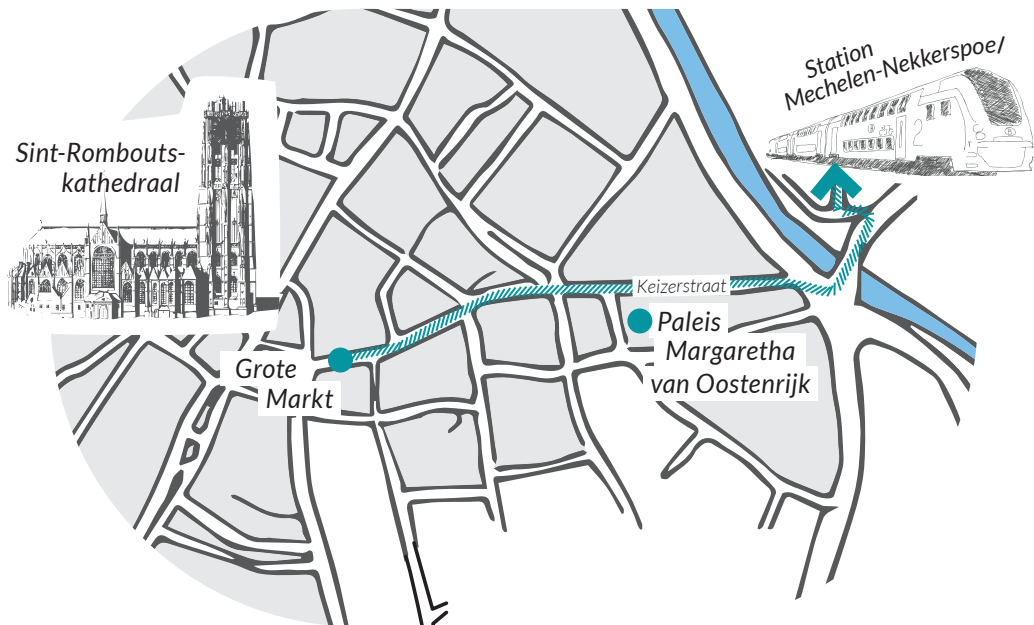 Station
Mechelen-Nekkerspoel
Sint-Rombouts-
kathedraal
Keizerstraat
Paleis
Margaretha
van Oostenrijk
Grote
Markt